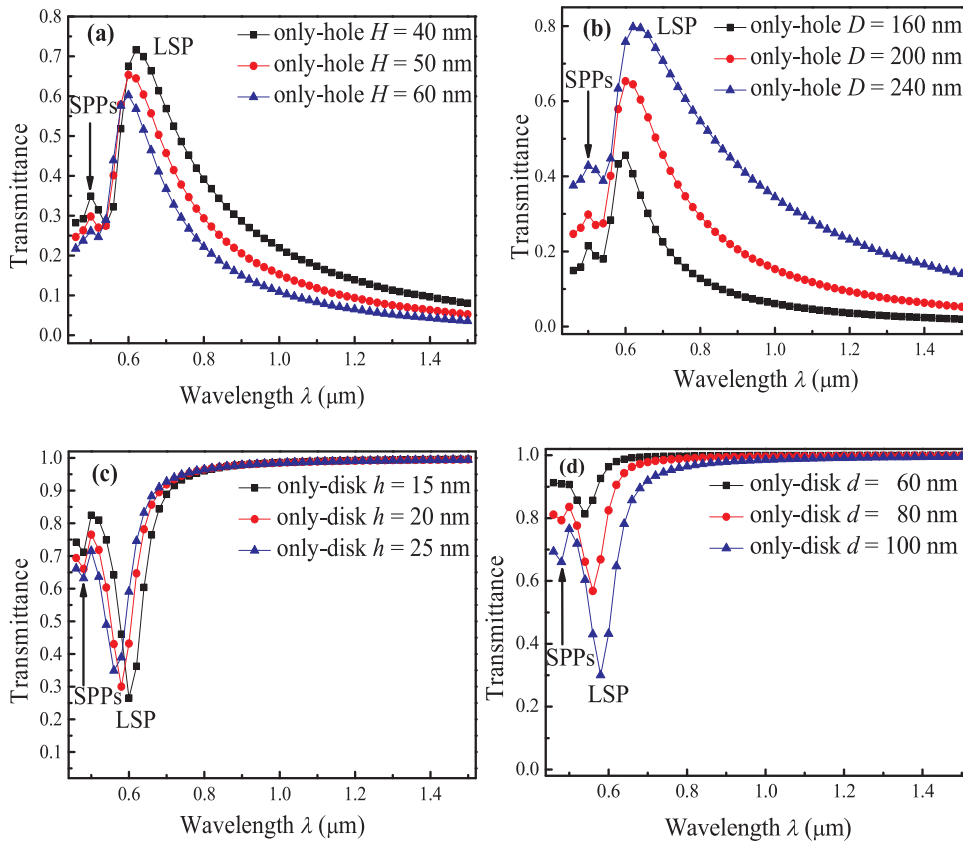 (a)
LSP
only-hole H = 40 nm
only-hole H = 50 nm
only-hole H = 60 nm
SPPs
Transmittance
0.8
0.7
0.6
0.5
0.4
0.3
0.2
0.1
0.0
0.6 0.8 1.0 1.2 1.4
Wavelength λ (μm)
(b)
LSP
only-hole D = 160 nm
only-hole D = 200 nm
only-hole D = 240 nm
SPPs
Transmittance
0.8
0.6
0.4
0.2
0.0
0.6 0.8 1.0 1.2 1.4
Wavelength λ (μm)
(c)
only-disk h = 15 nm
only-disk h = 20 nm
only-disk h = 25 nm
SPPs
LSP
Transmittance
1.0
0.9
0.8
0.7
0.6
0.5
0.4
0.3
0.2
0.1
0.6 0.8 1.0 1.2 1.4
Wavelength λ (μm)
(d)
only-disk d = 60 nm
only-disk d = 80 nm
only-disk d = 100 nm
SPPs
LSP
Transmittance
1.0
0.8
0.6
0.4
0.2
0.0
0.6 0.8 1.0 1.2 1.4
Wavelength λ (μm)